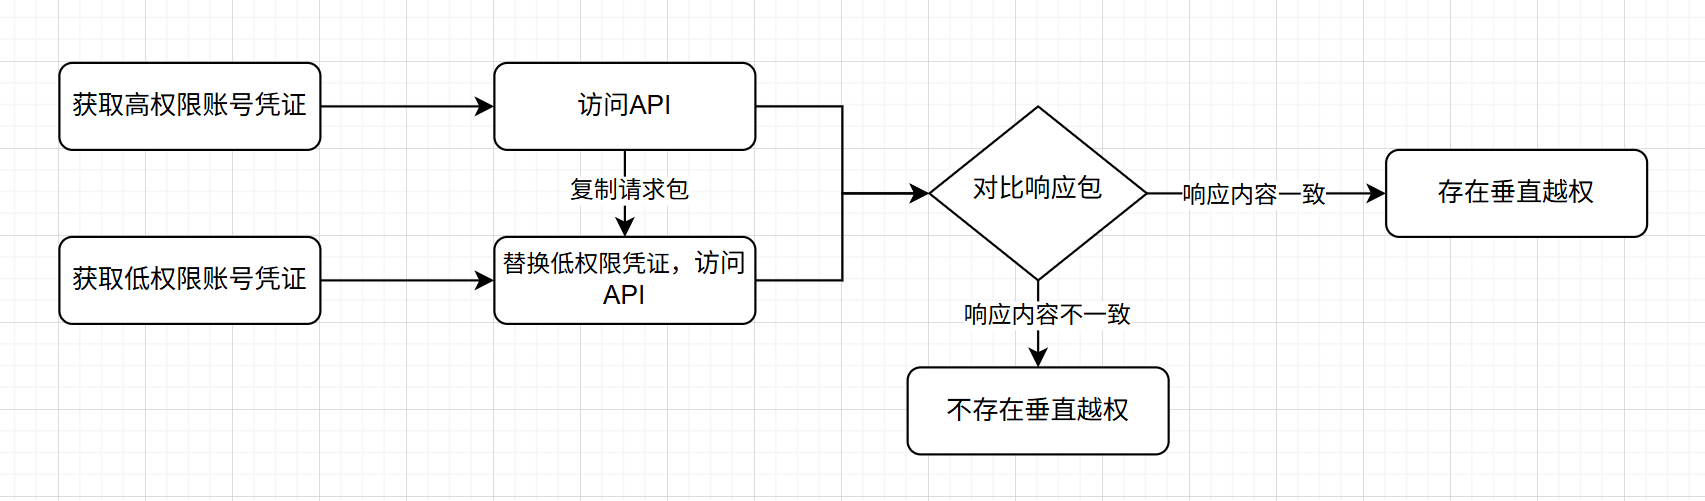 获取高权限账号凭证
访问API
复制请求包
获取低权限账号凭证
替换低权限凭证，访问
API
对比响应包
响应内容一致
存在垂直越权
响应内容不一致
不存在垂直越权